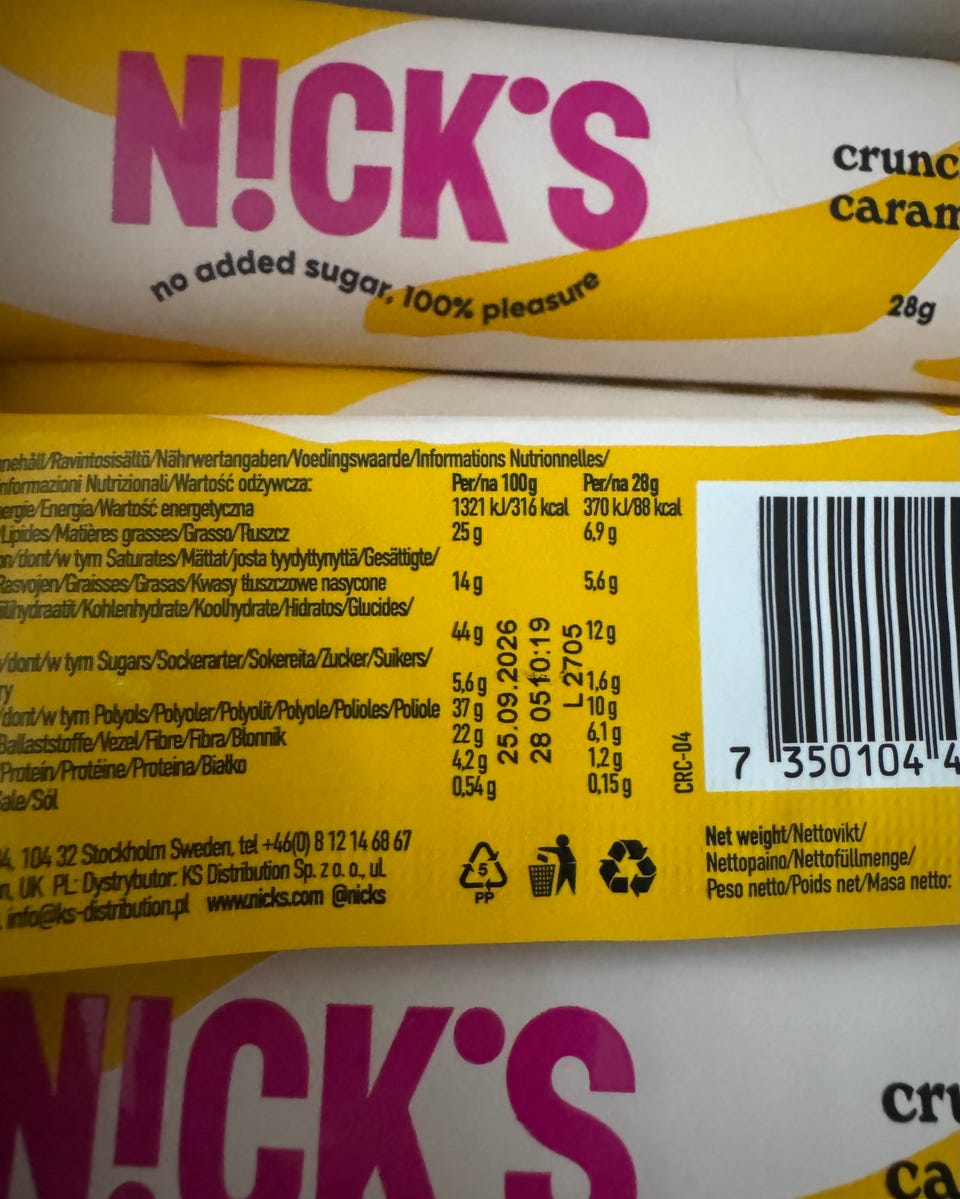 N!CK'S
no added sugar, 100% pleasure
crunc
caram
28g
nehåll/Ravintosisältö/Nährwertangaben/Voedingswaarde/Informations Nutrionnelles/
nformazioni Nutrizionali/Wartość odżywcza: Per/na 100g Per/na 28g
ergie/Energía/Wartość energetyczna 1321 kJ/316 kcal 370 kJ/88 kcal
Lipides/Matières grasses/Grasso/Tłuszcz 25 g 6,9 g
on/dont/w tym Saturates/Mättat/josta tyydyttynyttä/Gesättigte/
Rasvojen/Graisses/Grasas/Kwasy tłuszczowe nasycone 14 g 5,6 g
iilihydraatit/Kohlenhydrate/Koolhydrate/Hidratos/Glucides/
44 g 12 g
/dont/w tym Sugars/Sockerarter/Sokereita/Zucker/Suikers/
ry 5,6 g 1,6 g
/dont/w tym Polyols/Polyoler/Polyolit/Polyole/Polioles/Poliole 37 g 10 g
Ballaststoffe/Vezel/Fibre/Fibra/Błonnik 22 g 6,1 g
Protein/Protéine/Proteina/Białko 4,2 g 1,2 g
Sale/Sól 0,54 g 0,15 g
25.09.2026
28 05 10:19
L 2705
CRC-04
7 350104 4
4, 104 32 Stockholm Sweden, tel +46(0) 8 12 14 68 67
n, UK PL: Dystrybutor: KS Distribution Sp. z o. o., ul.
info@ks-distribution.pl www.nicks.com @nicks
5
PP
Net weight/Nettovikt/
Nettopaino/Nettofüllmenge/
Peso netto/Poids net/Masa netto:
N!CK'S
cru
ca